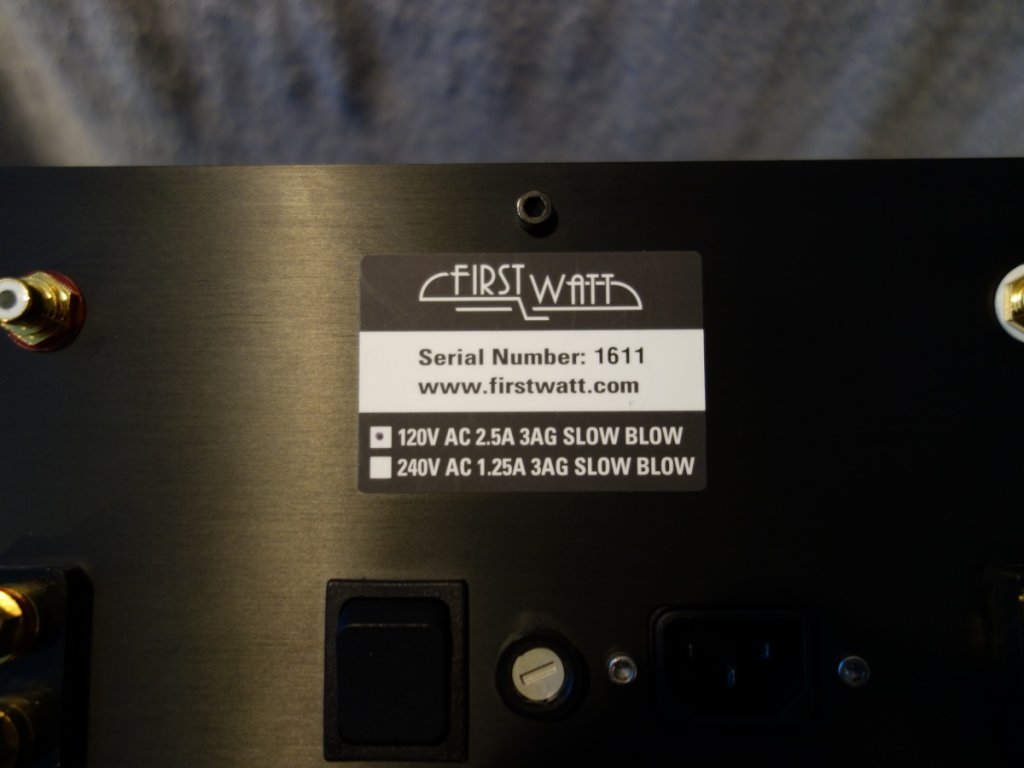 FIRST WATT
Serial Number: 1611
www.firstwatt.com
120V AC 2.5A 3AG SLOW BLOW
240V AC 1.25A 3AG SLOW BLOW